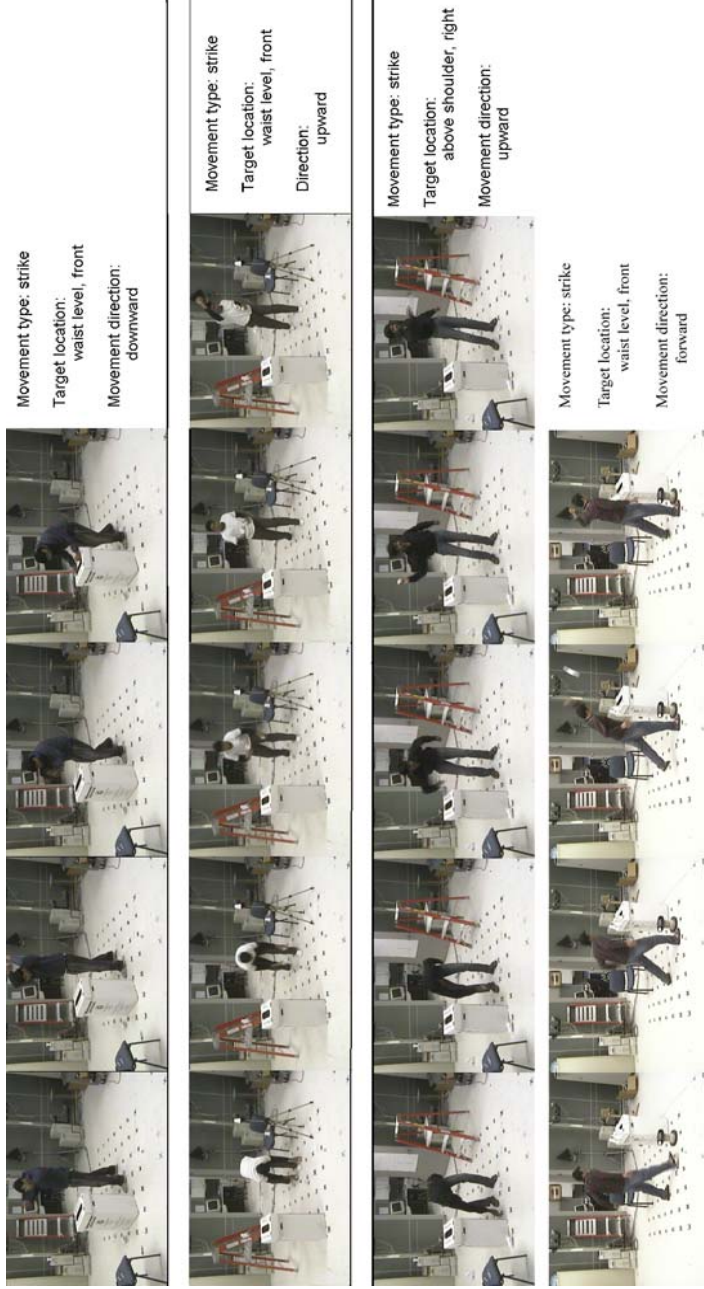 Movement type: strike
Target location:
waist level, front
Movement direction:
downward
Movement type: strike
Target location:
waist level, front
Direction:
upward
Movement type: strike
Target location:
above shoulder, right
Movement direction:
upward
Movement type: strike
Target location:
waist level, front
Movement direction:
forward